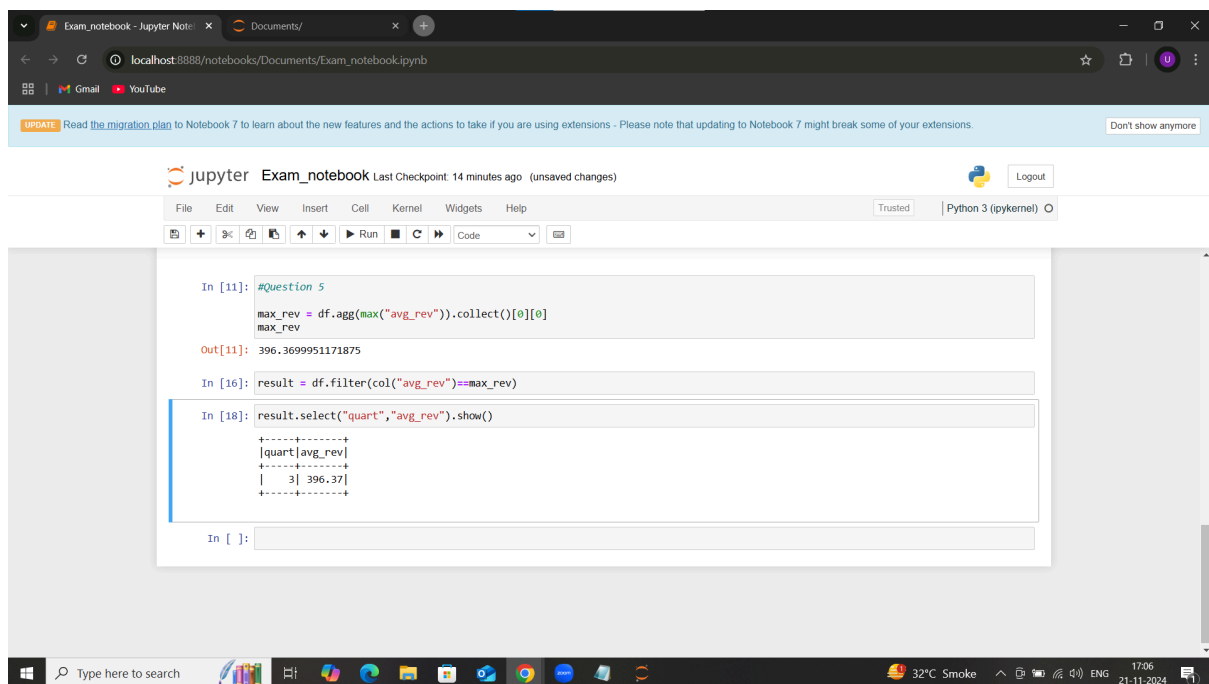 Exam_notebook - Jupyter Note
Documents/
localhost:8888/notebooks/Documents/Exam_notebook.ipynb
U
Gmail
YouTube
UPDATE Read the migration plan to Notebook 7 to learn about the new features and the actions to take if you are using extensions - Please note that updating to Notebook 7 might break some of your extensions.
Don't show anymore
jupyter Exam_notebook Last Checkpoint: 14 minutes ago (unsaved changes)
Logout
File Edit View Insert Cell Kernel Widgets Help
Trusted
Python 3 (ipykernel)
Run
Code
In [11]: #Question 5
max_rev = df.agg(max("avg_rev")).collect()[0][0]
max_rev
Out[11]: 396.3699951171875
In [16]: result = df.filter(col("avg_rev")==max_rev)
In [18]: result.select("quart","avg_rev").show()
+-----+-------+
|quart|avg_rev|
+-----+-------+
|    3| 396.37|
+-----+-------+
In [ ]:
Type here to search
zoom
32°C Smoke
ENG
17:06
21-11-2024